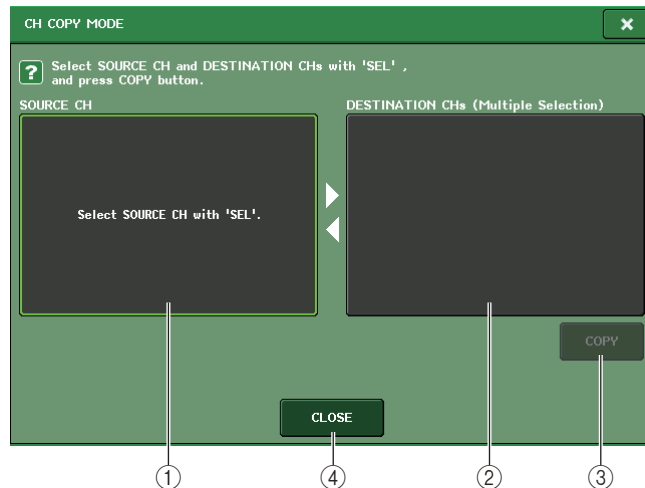 CH COPY MODE
Select SOURCE CH and DESTINATION CHs with 'SEL' ,
and press COPY button.
SOURCE CH
DESTINATION CHs (Multiple Selection)
Select SOURCE CH with 'SEL'.
COPY
CLOSE
① ④ ② ③